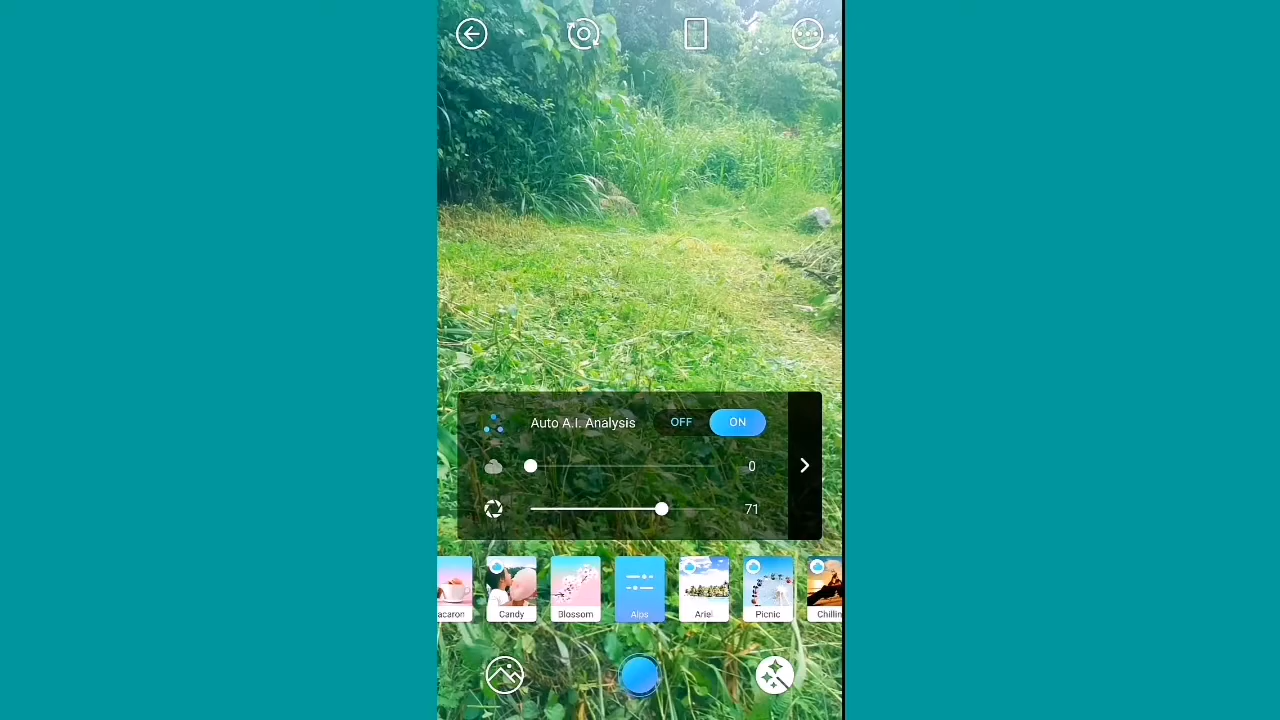 Auto A.I. Analysis OFF ON
0
71
acaron Candy Blossom Alps Ariel Picnic Chillin